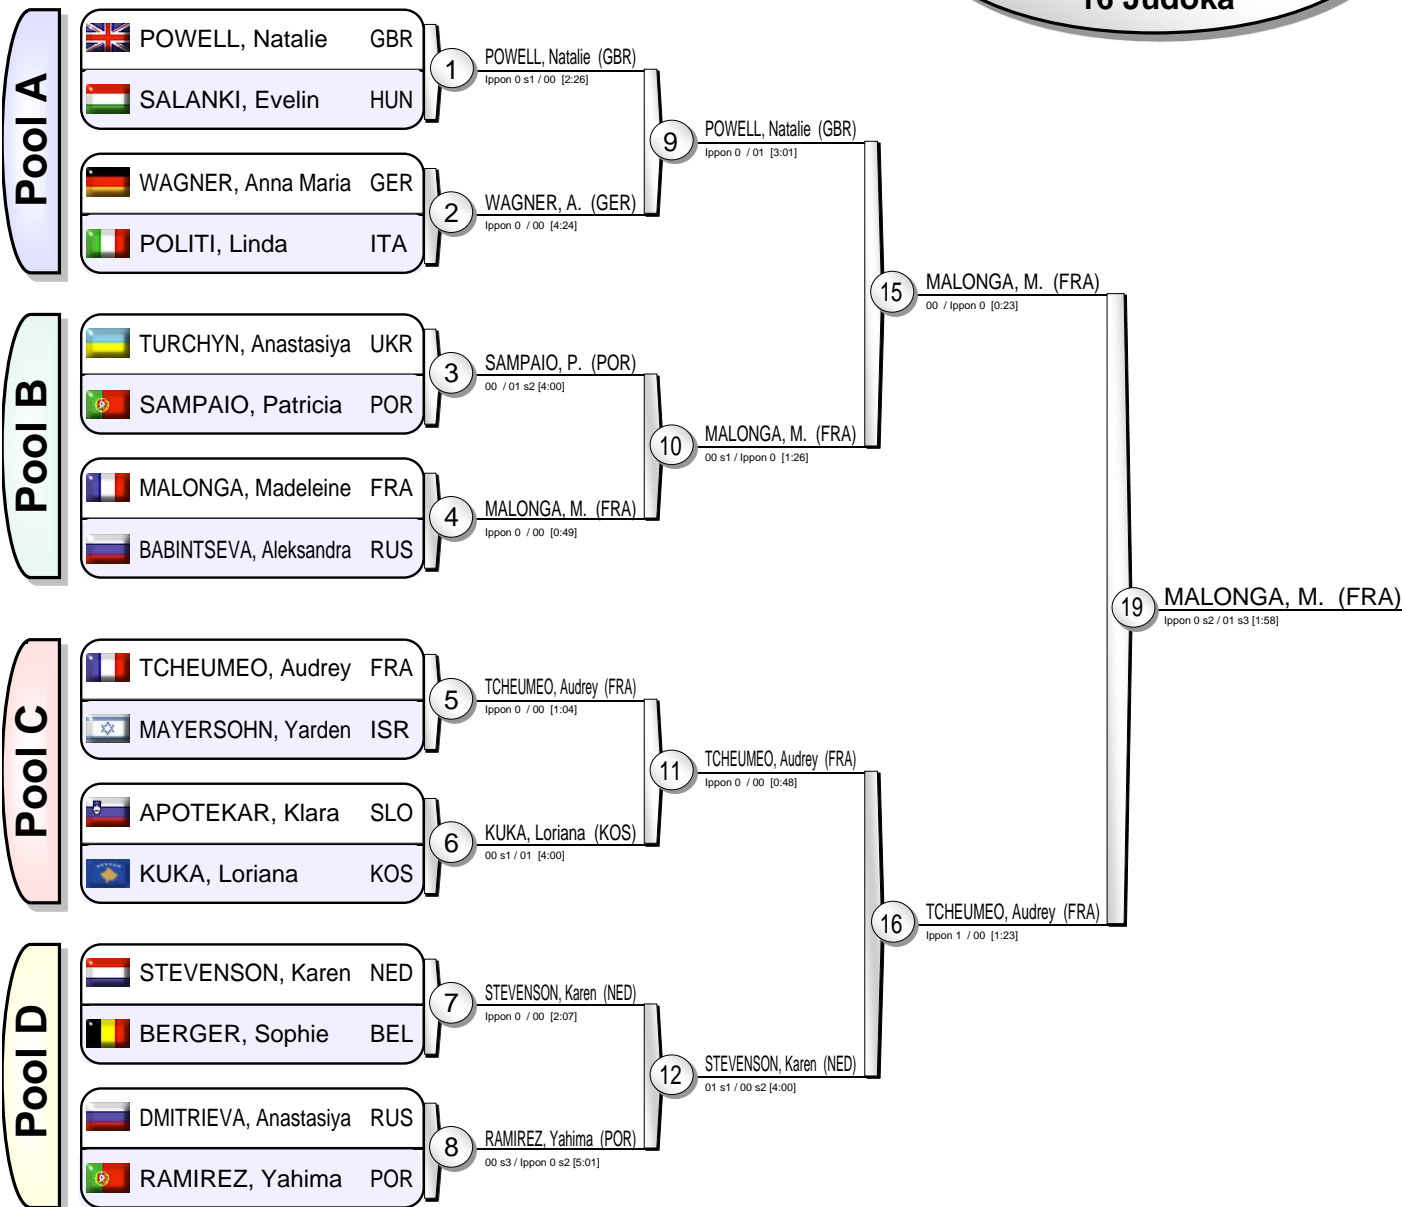 16 Judoka
Pool A
POWELL, Natalie GBR
SALANKI, Evelin HUN
WAGNER, Anna Maria GER
POLITI, Linda ITA
Pool B
TURCHYN, Anastasiya UKR
SAMPAIO, Patricia POR
MALONGA, Madeleine FRA
BABINTSEVA, Aleksandra RUS
Pool C
TCHEUMEO, Audrey FRA
MAYERSOHN, Yarden ISR
APOTEKAR, Klara SLO
KUKA, Loriana KOS
Pool D
STEVENSON, Karen NED
BERGER, Sophie BEL
DMITRIEVA, Anastasiya RUS
RAMIREZ, Yahima POR
1
POWELL, Natalie (GBR)
Ippon 0 s1 / 00 [2:26]
2
WAGNER, A. (GER)
Ippon 0 / 00 [4:24]
3
SAMPAIO, P. (POR)
00 / 01 s2 [4:00]
4
MALONGA, M. (FRA)
Ippon 0 / 00 [0:49]
5
TCHEUMEO, Audrey (FRA)
Ippon 0 / 00 [1:04]
6
KUKA, Loriana (KOS)
00 s1 / 01 [4:00]
7
STEVENSON, Karen (NED)
Ippon 0 / 00 [2:07]
8
RAMIREZ, Yahima (POR)
00 s3 / Ippon 0 s2 [5:01]
9
POWELL, Natalie (GBR)
Ippon 0 / 01 [3:01]
10
MALONGA, M. (FRA)
00 s1 / Ippon 0 [1:26]
11
TCHEUMEO, Audrey (FRA)
Ippon 0 / 00 [0:48]
12
STEVENSON, Karen (NED)
01 s1 / 00 s2 [4:00]
15
MALONGA, M. (FRA)
00 / Ippon 0 [0:23]
16
TCHEUMEO, Audrey (FRA)
Ippon 1 / 00 [1:23]
19
MALONGA, M. (FRA)
Ippon 0 s2 / 01 s3 [1:58]